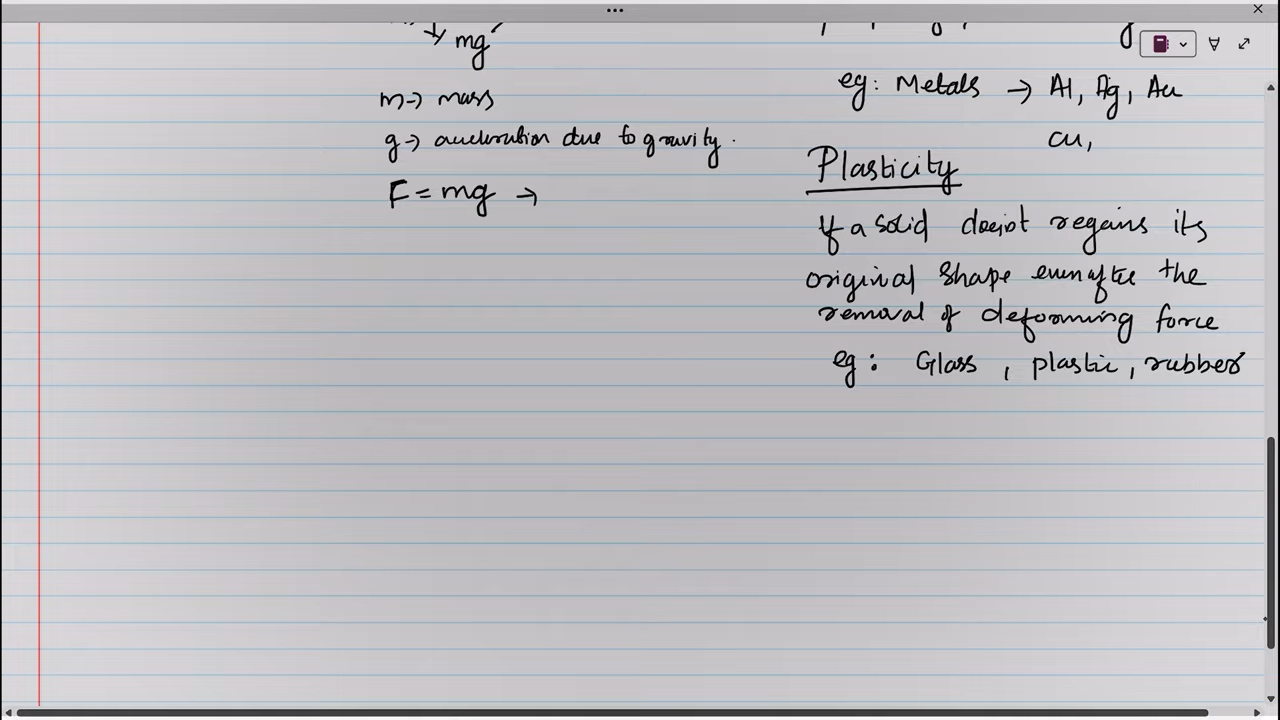 mg
m→ mass
g→ acceleration due to gravity.
F = mg →
eg: Metals → Al, Ag, Au
Cu,
Plasticity
If a solid doesnot regains its
original shape even after the
removal of deforming force
eg: Glass, plastic, rubber